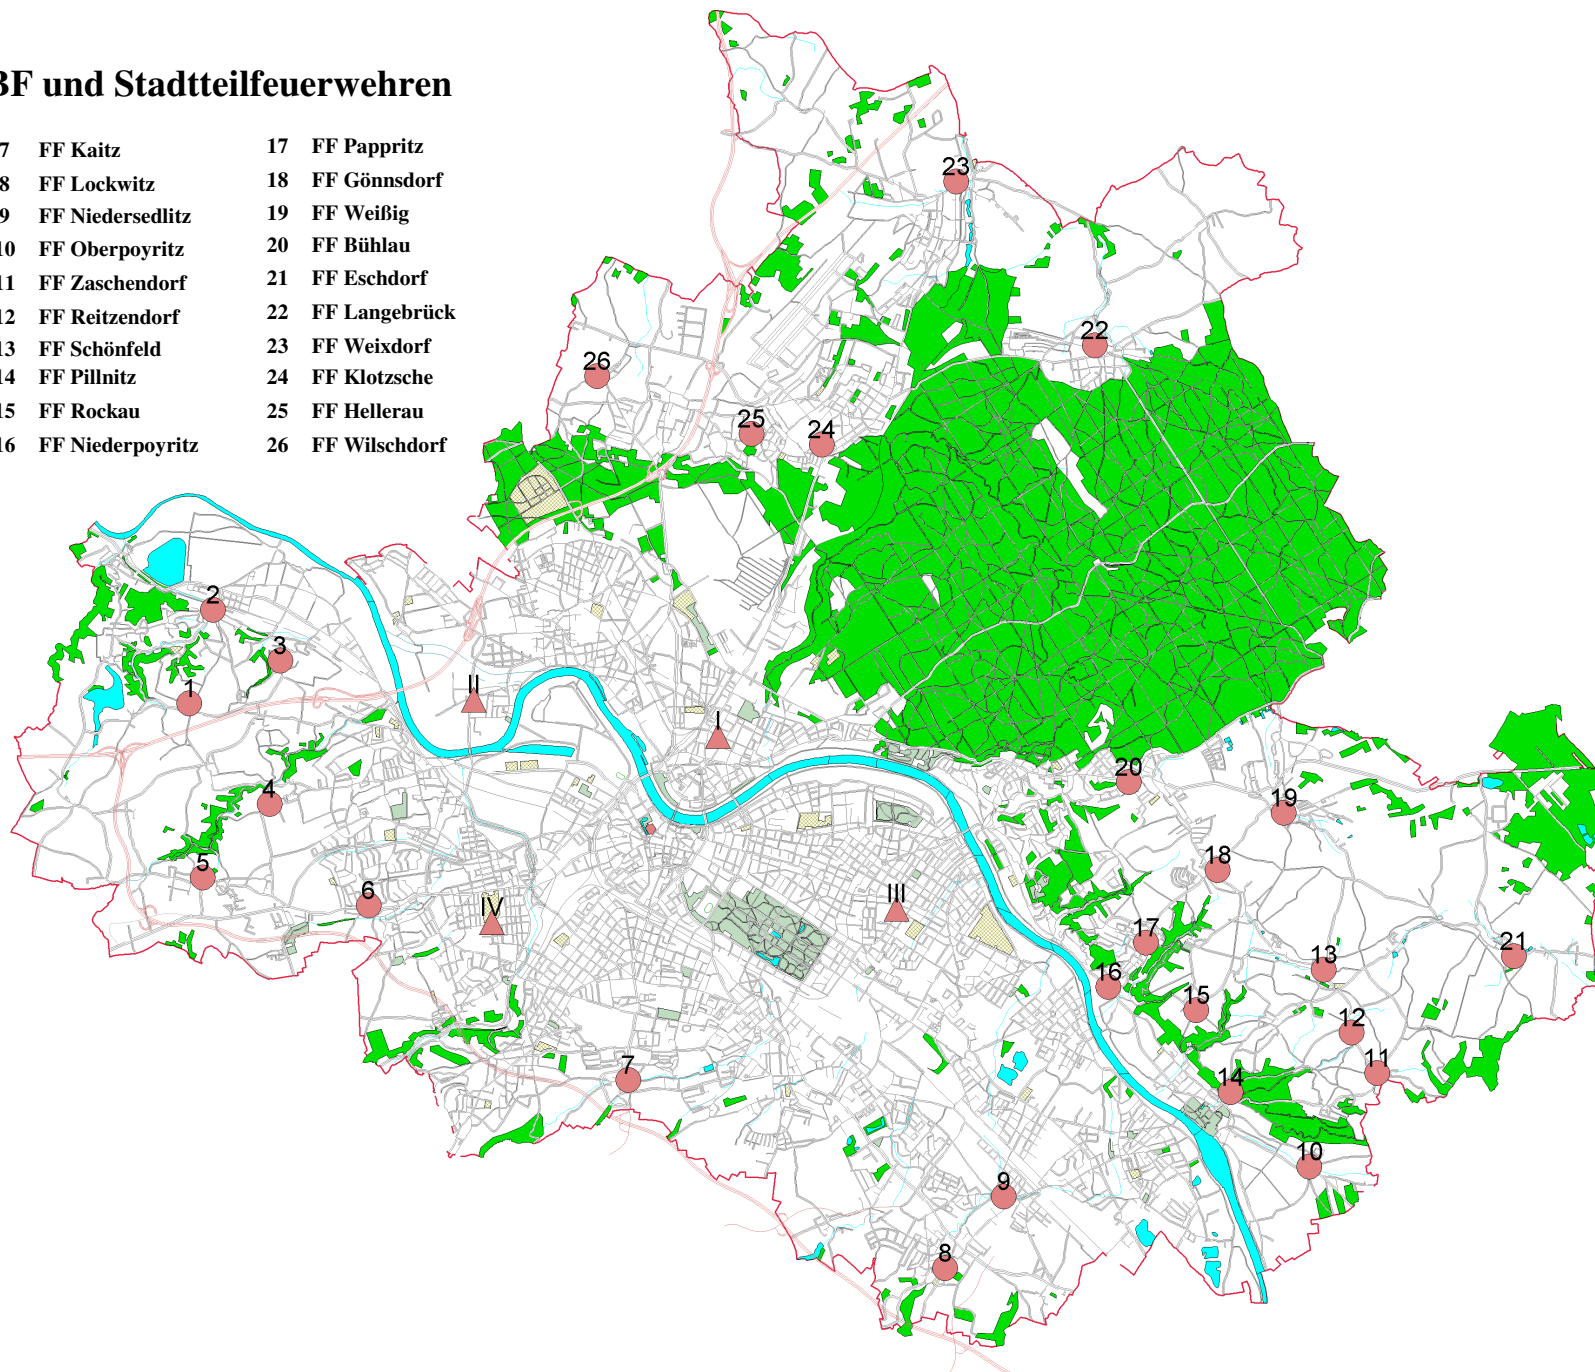 BF und Stadtteilfeuerwehren
7 FF Kaitz
8 FF Lockwitz
9 FF Niedersedlitz
10 FF Oberpoyritz
11 FF Zaschendorf
12 FF Reitzendorf
13 FF Schönfeld
14 FF Pillnitz
15 FF Rockau
16 FF Niederpoyritz
17 FF Pappritz
18 FF Gönnsdorf
19 FF Weißig
20 FF Bühlau
21 FF Eschdorf
22 FF Langebrück
23 FF Weixdorf
24 FF Klotzsche
25 FF Hellerau
26 FF Wilschdorf
23
22
26
25
24
2
3
1
II
I
20
4
19
18
5
6
IV
III
17
21
13
16
15
12
11
7
14
10
9
8